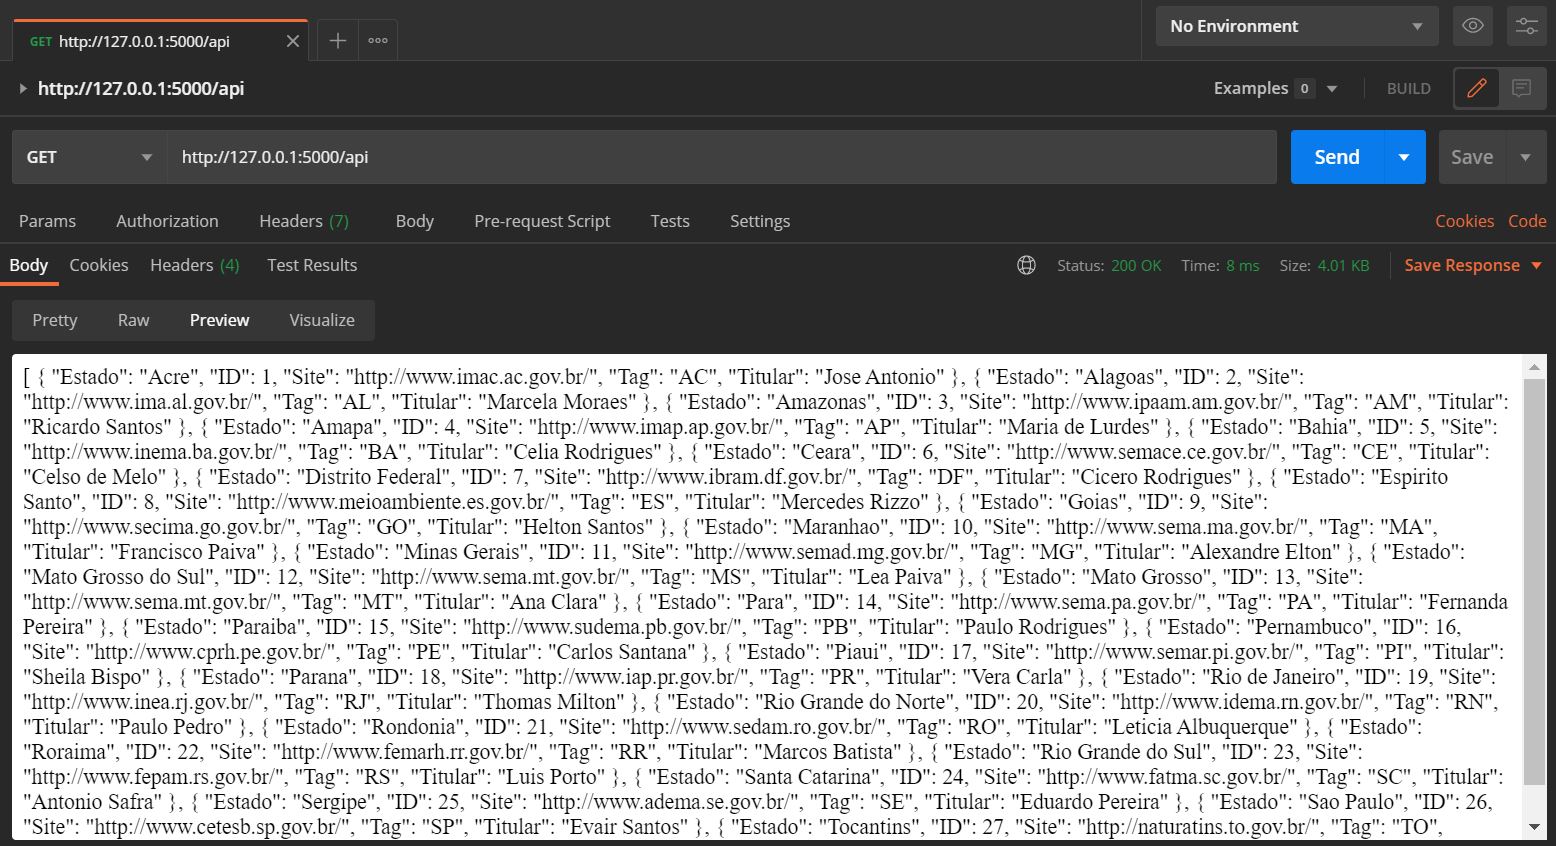 GET http://127.0.0.1:5000/api
No Environment
http://127.0.0.1:5000/api
Examples 0
BUILD
GET
http://127.0.0.1:5000/api
Send
Save
Params Authorization Headers (7) Body Pre-request Script Tests Settings
Cookies Code
Body Cookies Headers (4) Test Results
Status: 200 OK Time: 8 ms Size: 4.01 KB
Save Response
Pretty Raw Preview Visualize
[ { "Estado": "Acre", "ID": 1, "Site": "http://www.imac.ac.gov.br/", "Tag": "AC", "Titular": "Jose Antonio" }, { "Estado": "Alagoas", "ID": 2, "Site":
"http://www.ima.al.gov.br/", "Tag": "AL", "Titular": "Marcela Moraes" }, { "Estado": "Amazonas", "ID": 3, "Site": "http://www.ipaam.am.gov.br/", "Tag": "AM", "Titular":
"Ricardo Santos" }, { "Estado": "Amapa", "ID": 4, "Site": "http://www.imap.ap.gov.br/", "Tag": "AP", "Titular": "Maria de Lurdes" }, { "Estado": "Bahia", "ID": 5, "Site":
"http://www.inema.ba.gov.br/", "Tag": "BA", "Titular": "Celia Rodrigues" }, { "Estado": "Ceara", "ID": 6, "Site": "http://www.semace.ce.gov.br/", "Tag": "CE", "Titular":
"Celso de Melo" }, { "Estado": "Distrito Federal", "ID": 7, "Site": "http://www.ibram.df.gov.br/", "Tag": "DF", "Titular": "Cicero Rodrigues" }, { "Estado": "Espirito
Santo", "ID": 8, "Site": "http://www.meioambiente.es.gov.br/", "Tag": "ES", "Titular": "Mercedes Rizzo" }, { "Estado": "Goias", "ID": 9, "Site":
"http://www.secima.go.gov.br/", "Tag": "GO", "Titular": "Helton Santos" }, { "Estado": "Maranhao", "ID": 10, "Site": "http://www.sema.ma.gov.br/", "Tag": "MA",
"Titular": "Francisco Paiva" }, { "Estado": "Minas Gerais", "ID": 11, "Site": "http://www.semad.mg.gov.br/", "Tag": "MG", "Titular": "Alexandre Elton" }, { "Estado":
"Mato Grosso do Sul", "ID": 12, "Site": "http://www.sema.mt.gov.br/", "Tag": "MS", "Titular": "Lea Paiva" }, { "Estado": "Mato Grosso", "ID": 13, "Site":
"http://www.sema.mt.gov.br/", "Tag": "MT", "Titular": "Ana Clara" }, { "Estado": "Para", "ID": 14, "Site": "http://www.sema.pa.gov.br/", "Tag": "PA", "Titular": "Fernanda
Pereira" }, { "Estado": "Paraiba", "ID": 15, "Site": "http://www.sudema.pb.gov.br/", "Tag": "PB", "Titular": "Paulo Rodrigues" }, { "Estado": "Pernambuco", "ID": 16,
"Site": "http://www.cprh.pe.gov.br/", "Tag": "PE", "Titular": "Carlos Santana" }, { "Estado": "Piaui", "ID": 17, "Site": "http://www.semar.pi.gov.br, "Tag": "PI", "Titular":
"Sheila Bispo" }, { "Estado": "Parana", "ID": 18, "Site": "http://www.iap.pr.gov.br/", "Tag": "PR", "Titular": "Vera Carla" }, { "Estado": "Rio de Janeiro", "ID": 19, "Site":
"http://www.inea.rj.gov.br/", "Tag": "RJ", "Titular": "Thomas Milton" }, { "Estado": "Rio Grande do Norte", "ID": 20, "Site": "http://www.idema.rn.gov.br/", "Tag": "RN",
"Titular": "Paulo Pedro" }, { "Estado": "Rondonia", "ID": 21, "Site": "http://www.sedam.ro.gov.br/", "Tag": "RO", "Titular": "Leticia Albuquerque" }, { "Estado":
"Roraima", "ID": 22, "Site": "http://www.femarh.rr.gov.br/", "Tag": "RR", "Titular": "Marcos Batista" }, { "Estado": "Rio Grande do Sul", "ID": 23, "Site":
"http://www.fepam.rs.gov.br/", "Tag": "RS", "Titular": "Luis Porto" }, { "Estado": "Santa Catarina", "ID": 24, "Site": "http://www.fatma.sc.gov.br/", "Tag": "SC", "Titular":
"Antonio Safra" }, { "Estado": "Sergipe", "ID": 25, "Site": "http://www.adema.se.gov.br/", "Tag": "SE", "Titular": "Eduardo Pereira" }, { "Estado": "Sao Paulo", "ID": 26,
"Site": "http://www.cetesb.sp.gov.br/", "Tag": "SP", "Titular": "Evair Santos" }, { "Estado": "Tocantins", "ID": 27, "Site": "http://naturatins.to.gov.br/", "Tag": "TO",